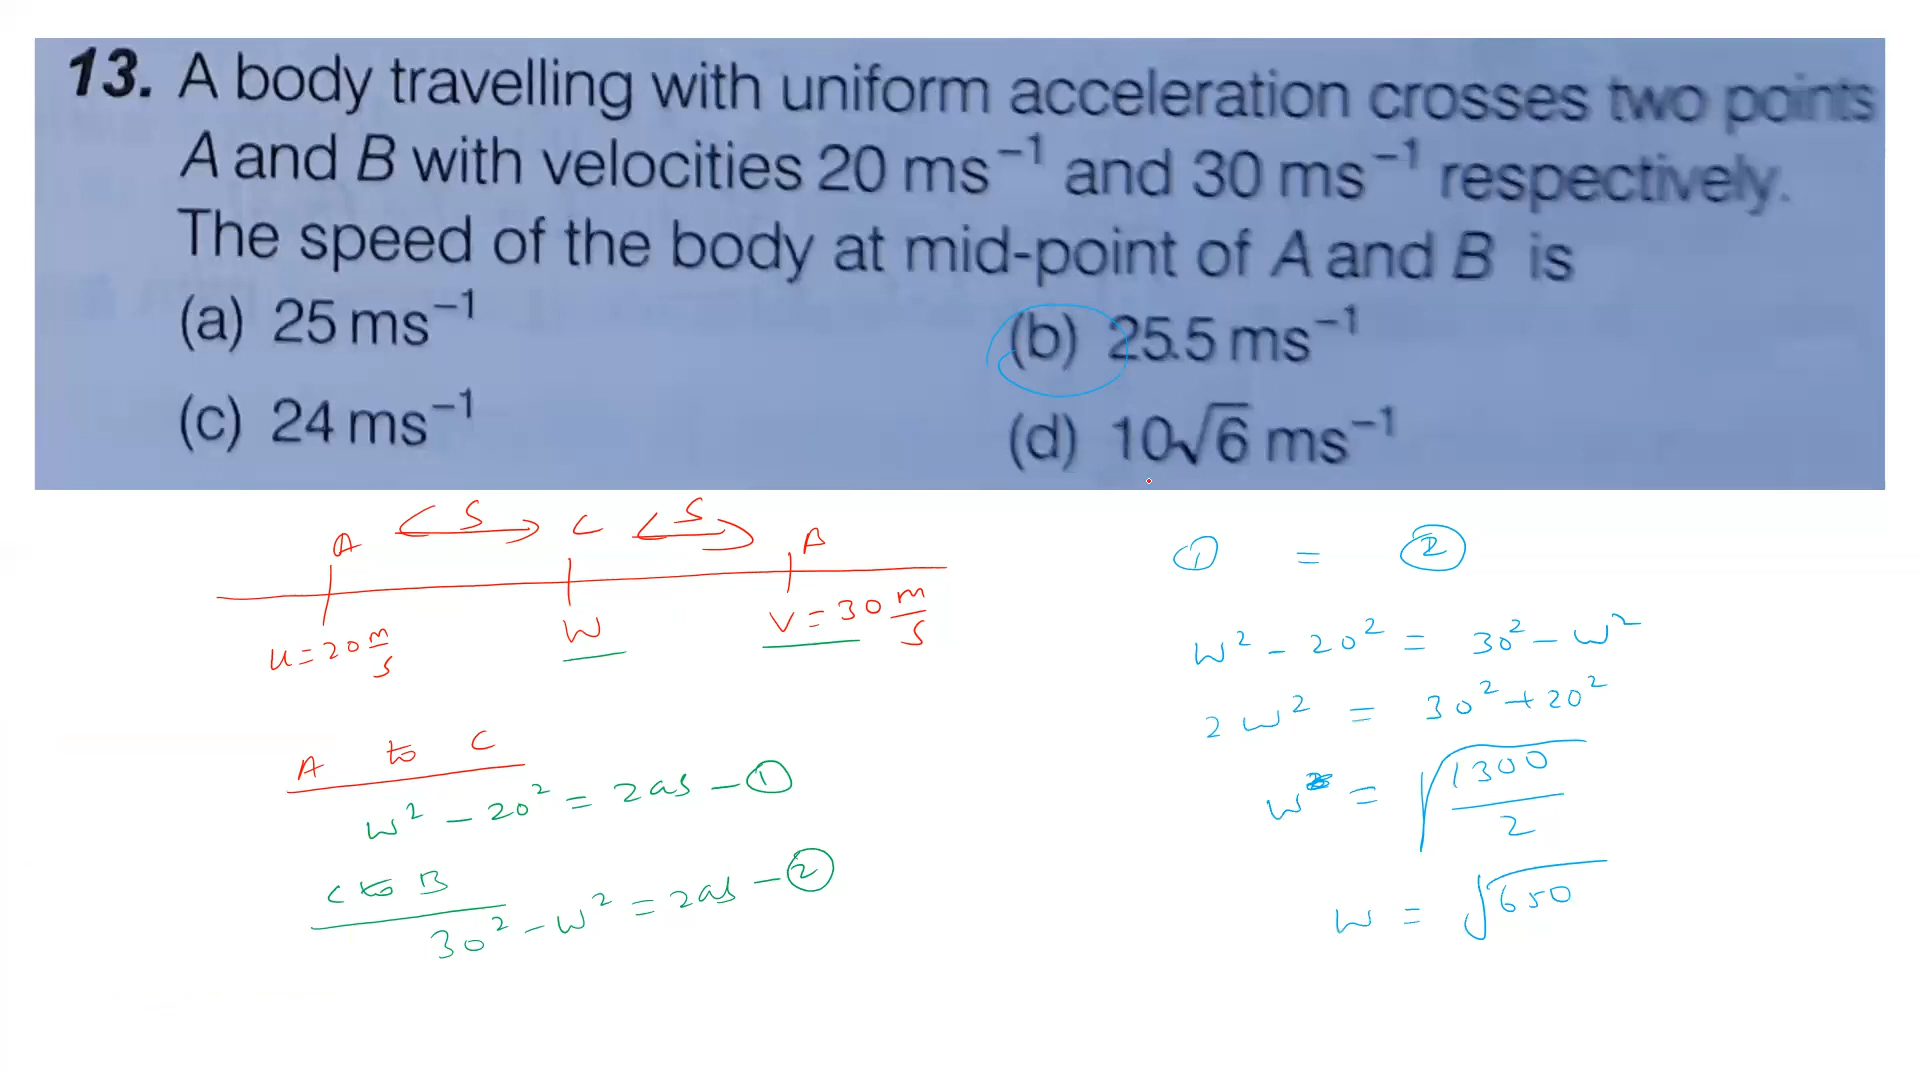 13. A body travelling with uniform acceleration crosses two points
A and B with velocities 20 ms⁻¹ and 30 ms⁻¹ respectively.
The speed of the body at mid-point of A and B is
(a) 25 ms⁻¹ (b) 25.5 ms⁻¹
(c) 24 ms⁻¹ (d) 10√6 ms⁻¹
A S C S B
u = 20 m/s W V = 30 m/s
A to C
w² - 20² = 2as - ①
C to B
30² - w² = 2as - ②
① = ②
w² - 20² = 30² - w²
2w² = 30² + 20²
w = √(1300/2)
w = √650